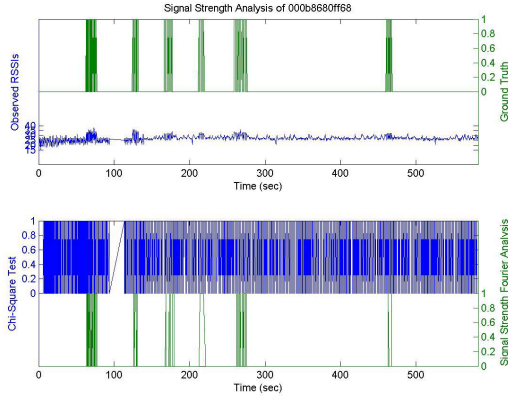 Signal Strength Analysis of 000b8680ff68
Observed RSSIs
40
15
1
0.8
0.6
0.4
0.2
0
Ground Truth
0 100 200 300 400 500
Time (sec)
Chi-Square Test
1
0.8
0.6
0.4
0.2
0
1
0.8
0.6
0.4
0.2
0
Signal Strength Fourier Analysis
0 100 200 300 400 500
Time (sec)